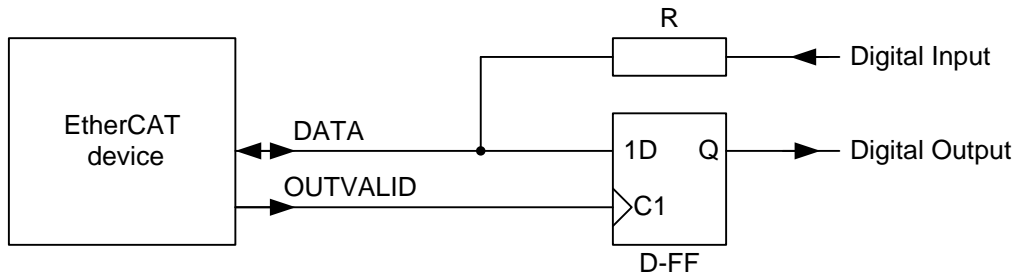 R
Digital Input
EtherCAT
device
DATA
1D
Q
Digital Output
OUTVALID
C1
D-FF